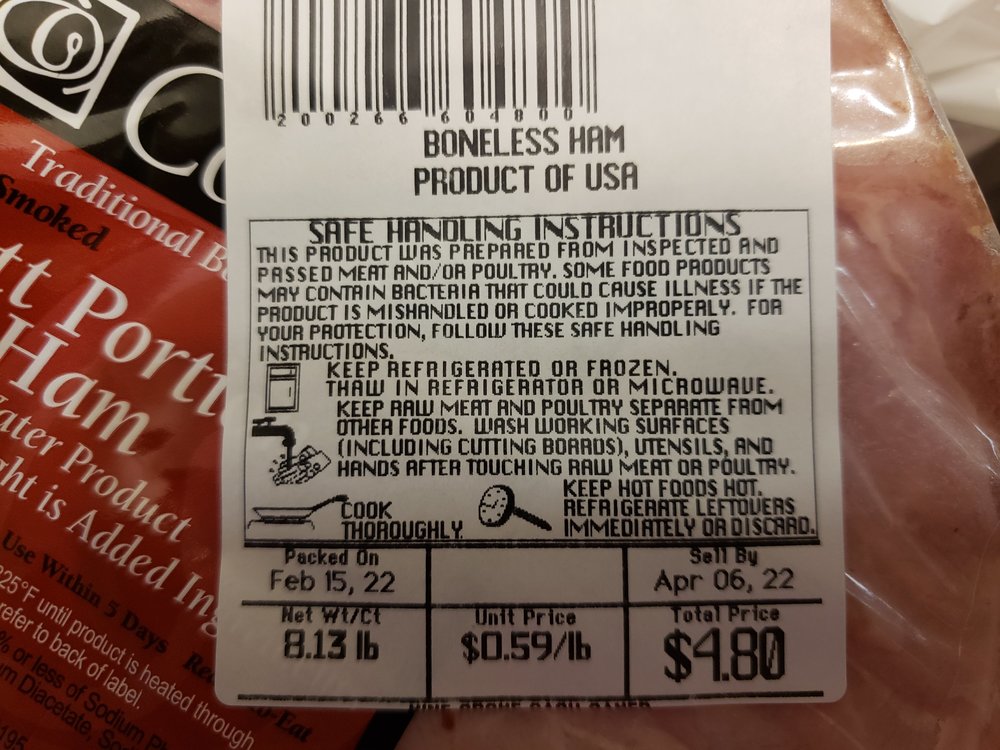 2 00266 604800
BONELESS HAM
PRODUCT OF USA
SAFE HANDLING INSTRUCTIONS
THIS PRODUCT WAS PREPARED FROM INSPECTED AND
PASSED MEAT AND/OR POULTRY. SOME FOOD PRODUCTS
MAY CONTAIN BACTERIA THAT COULD CAUSE ILLNESS IF THE
PRODUCT IS MISHANDLED OR COOKED IMPROPERLY. FOR
YOUR PROTECTION, FOLLOW THESE SAFE HANDLING
INSTRUCTIONS.
KEEP REFRIGERATED OR FROZEN.
THAW IN REFRIGERATOR OR MICROWAVE.
KEEP RAW MEAT AND POULTRY SEPARATE FROM
OTHER FOODS. WASH WORKING SURFACES
(INCLUDING CUTTING BOARDS), UTENSILS, AND
HANDS AFTER TOUCHING RAW MEAT OR POULTRY.
COOK
THOROUGHLY.
KEEP HOT FOODS HOT.
REFRIGERATE LEFTOVERS
IMMEDIATELY OR DISCARD.
Packed On
Feb 15, 22
Sell By
Apr 06, 22
Net Wt/Ct
8.13 lb
Unit Price
$0.59/lb
Total Price
$4.80
Traditional
Smoked
Ham
Product
ht is Added
Use Within 5 Days
25°F until product is heated through
refer to back of label.
% or less of Sodium
m Diacetate,
195